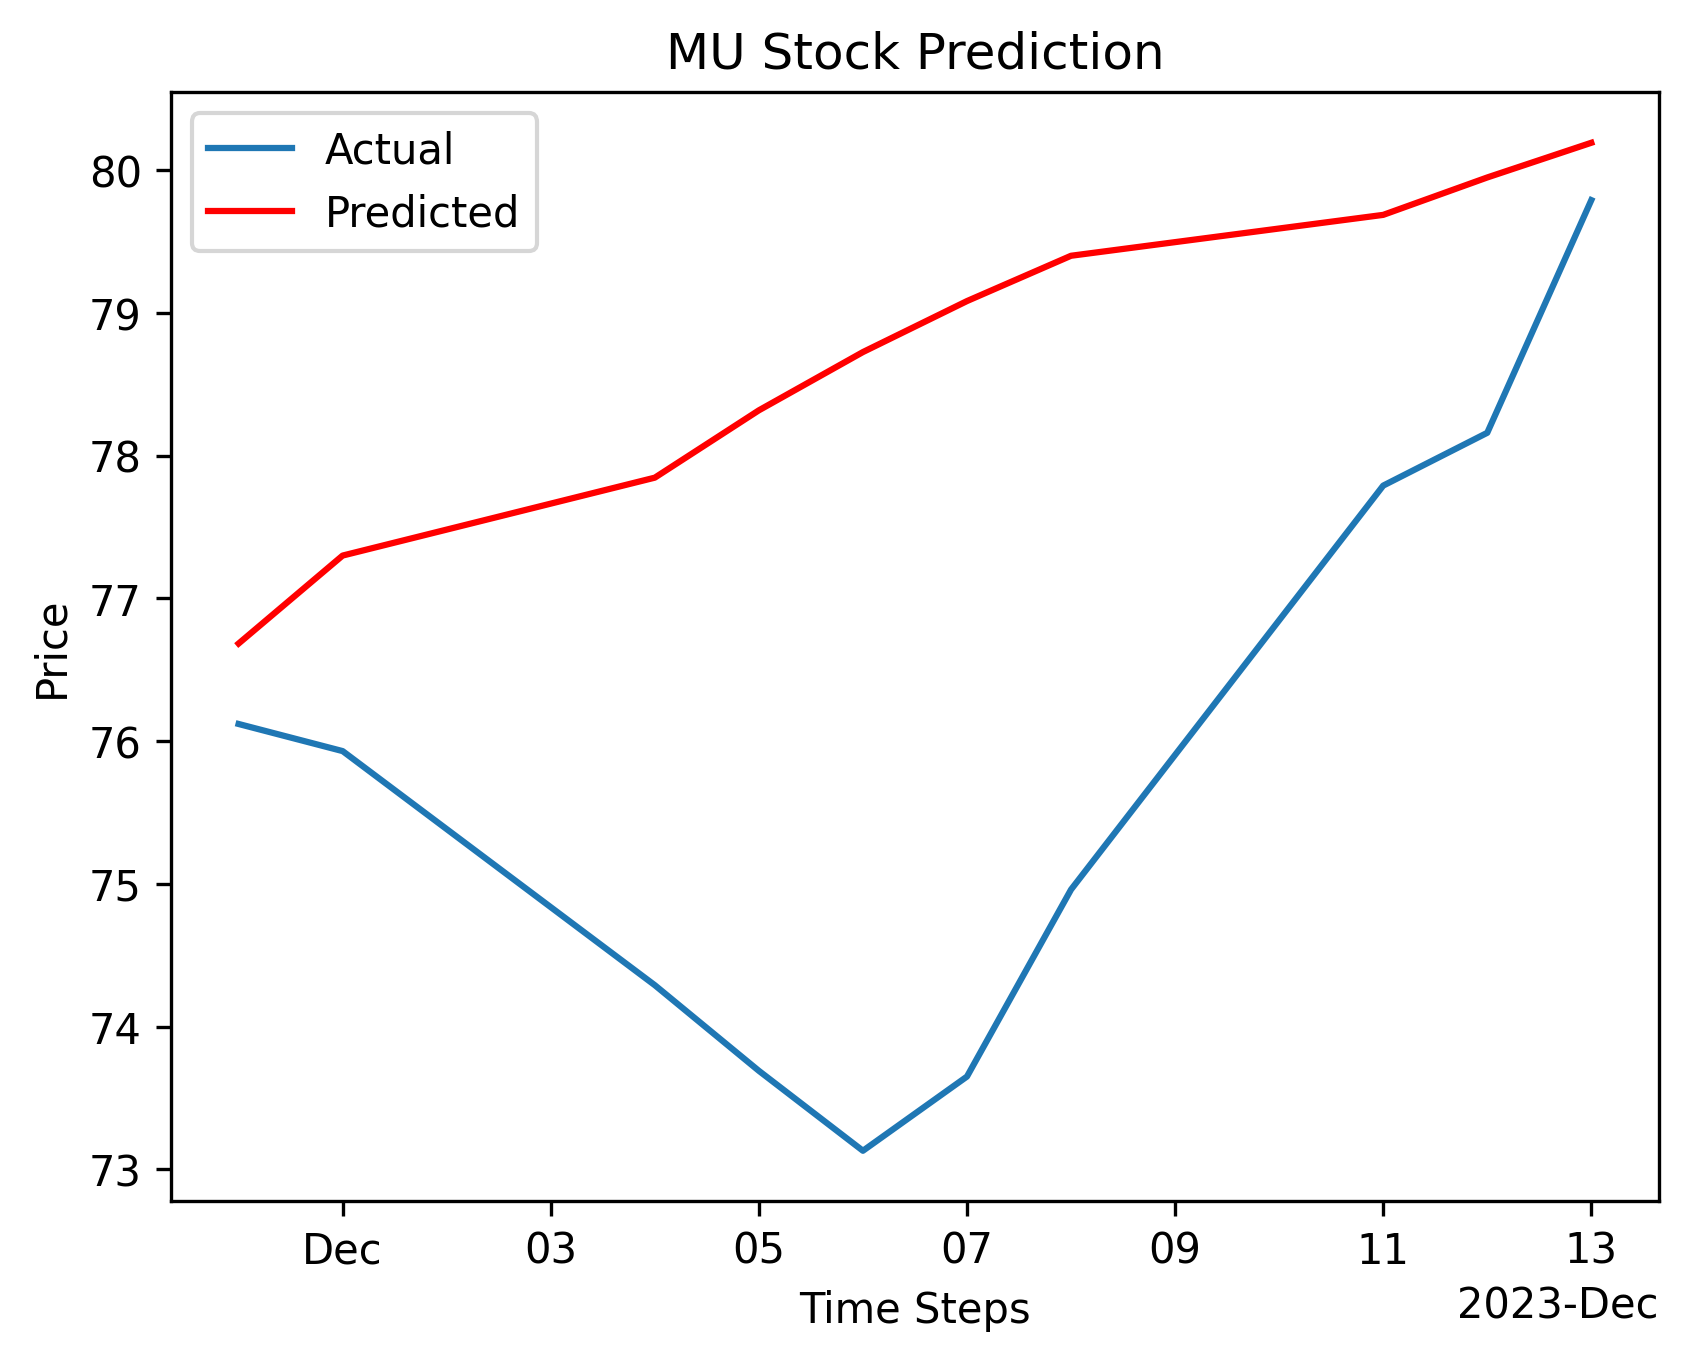 MU Stock Prediction
Actual
Predicted
80
79
78
77
76
75
74
73
Price
Dec 03 05 07 09 11 13
2023-Dec
Time Steps